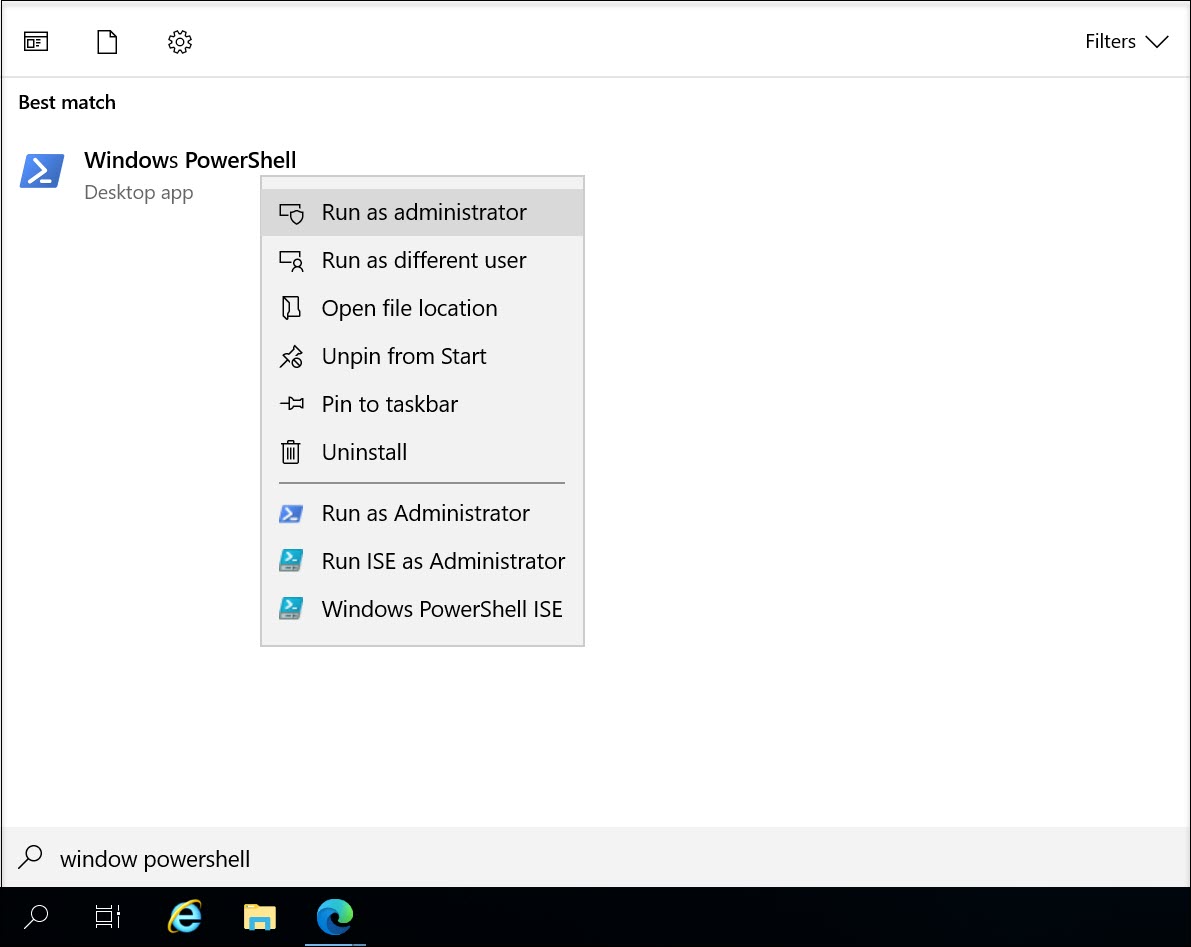 Filters
Best match
Windows PowerShell
Desktop app
Run as administrator
Run as different user
Open file location
Unpin from Start
Pin to taskbar
Uninstall
Run as Administrator
Run ISE as Administrator
Windows PowerShell ISE
window powershell